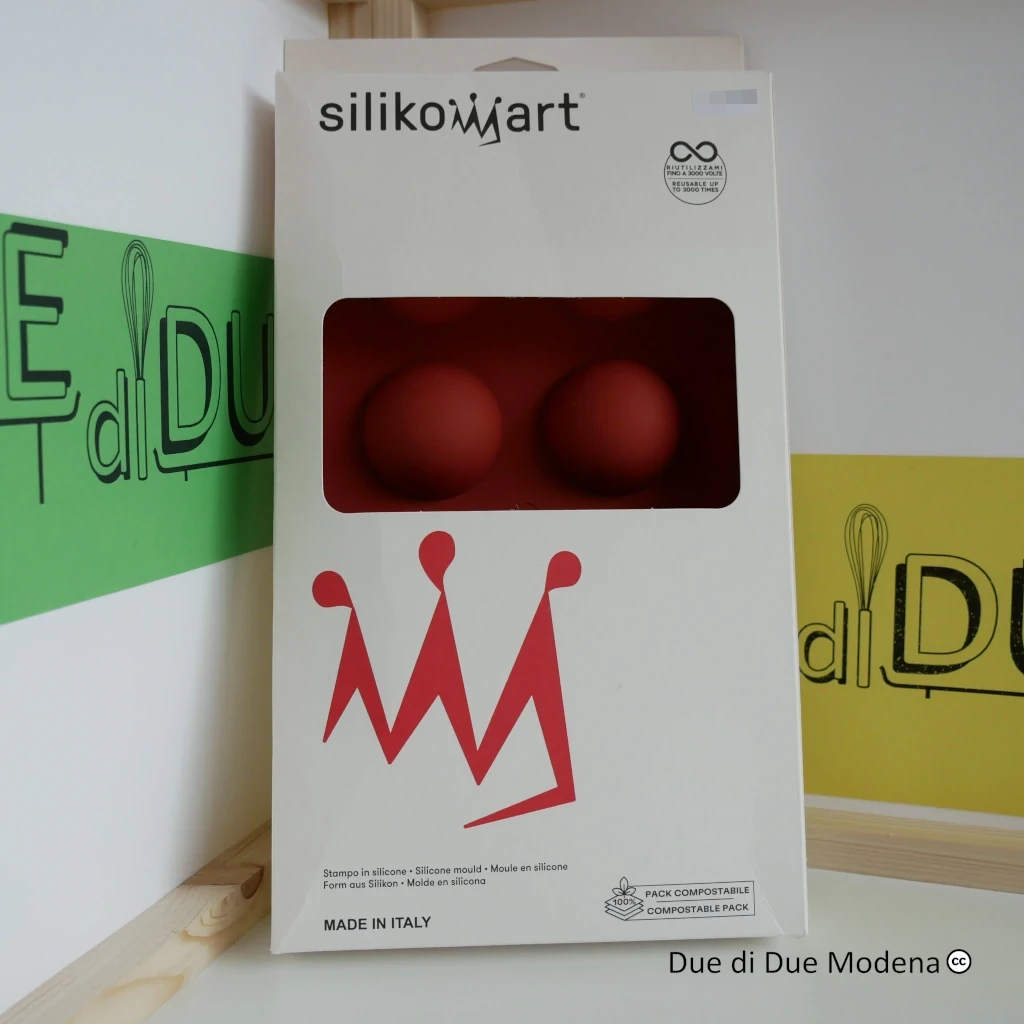 silikomart®
RIUTILIZZAMI
FINO A 3000 VOLTE
REUSABLE UP
TO 3000 TIMES
E diDU
diDU
Stampo in silicone • Silicone mould • Moule en silicone
Form aus Silikon • Molde en silicona
MADE IN ITALY
100%
PACK COMPOSTABILE
COMPOSTABLE PACK
Due di Due Modena cc